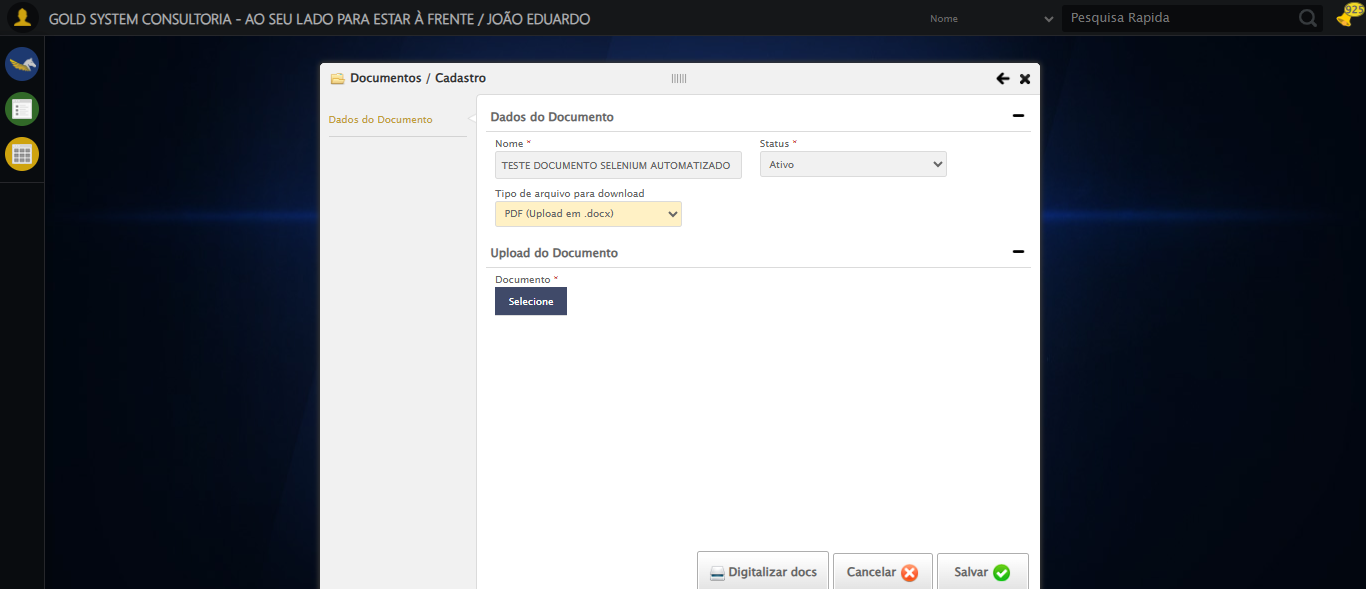 GOLD SYSTEM CONSULTORIA - AO SEU LADO PARA ESTAR À FRENTE / JOÃO EDUARDO
Nome
Pesquisa Rapida
925
Documentos / Cadastro
Dados do Documento
Dados do Documento
Nome *
Status *
TESTE DOCUMENTO SELENIUM AUTOMATIZADO
Ativo
Tipo de arquivo para download
PDF (Upload em .docx)
Upload do Documento
Documento *
Selecione
Digitalizar docs
Cancelar
Salvar